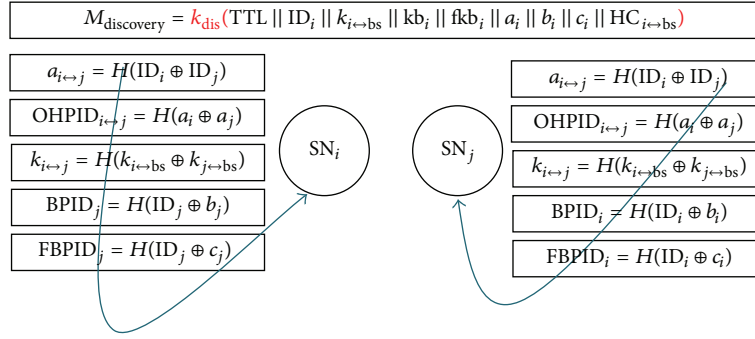 M_discovery = k_dis(TTL || ID_i || k_i↔bs || kb_i || fkb_i || a_i || b_i || c_i || HC_i↔bs)
a_i↔j = H(ID_i ⊕ ID_j)
OHPID_i↔j = H(a_i ⊕ a_j)
k_i↔j = H(k_i↔bs ⊕ k_j↔bs)
BPID_j = H(ID_j ⊕ b_j)
FBPID_j = H(ID_j ⊕ c_j)
SN_i
SN_j
a_i↔j = H(ID_i ⊕ ID_j)
OHPID_i↔j = H(a_i ⊕ a_j)
k_i↔j = H(k_i↔bs ⊕ k_j↔bs)
BPID_i = H(ID_i ⊕ b_i)
FBPID_i = H(ID_i ⊕ c_i)